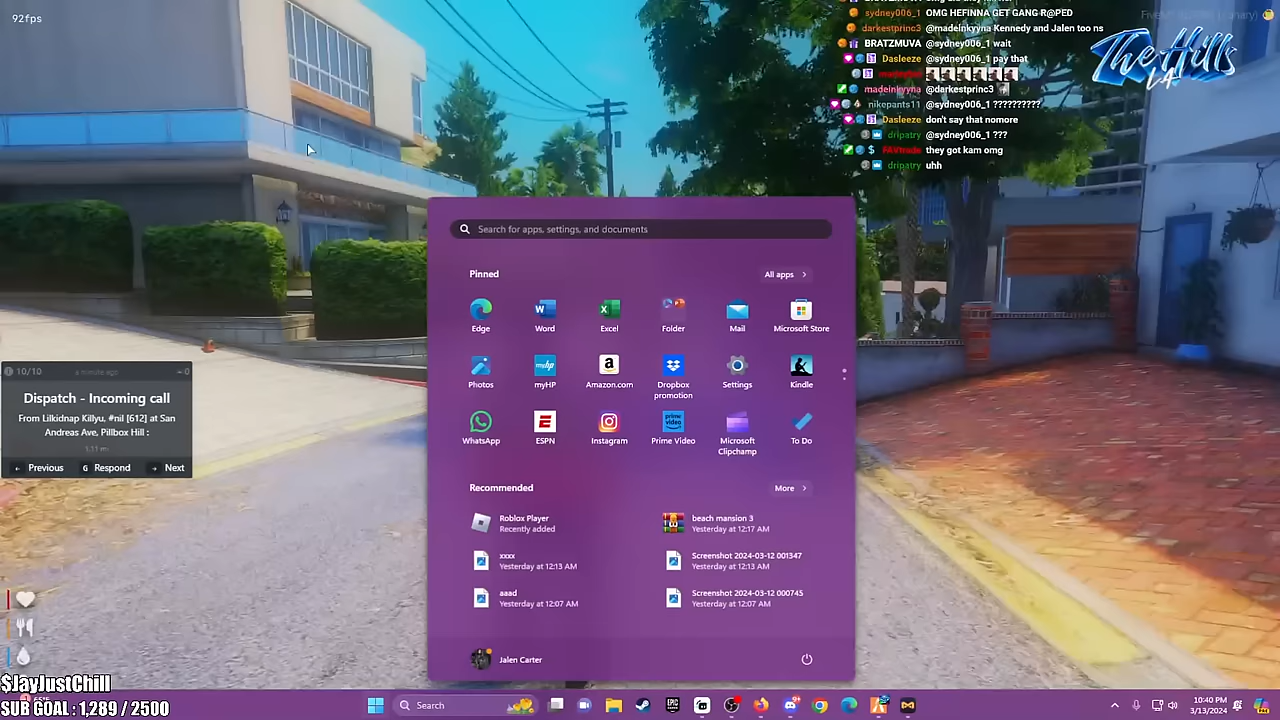 92fps
sydney001_1 OMG HEFINNA GET GANG R@PED
darkestprinc3 @madelnkyyna Kennedy and Jalen too ns
BRATZMUVA @sydney006_1 wait
Dasleeze @sydney006_1 pay that
madelnkyyna @darkestprinc3
nikepants11 @sydney006_1 ??????????
Dasleeze don't say that nomore
dripatry @sydney006_1 ???
FAVtrade they got kam omg
dripatry uhh
The Hills
LA
Search for apps, settings, and documents
Pinned
All apps >
Edge
Word
Excel
Folder
Mail
Microsoft Store
Photos
myHP
Amazon.com
Dropbox promotion
Settings
Kindle
WhatsApp
ESPN
Instagram
Prime Video
Microsoft Clipchamp
To Do
Recommended
More >
Roblox Player
Recently added
beach mansion 3
Yesterday at 12:17 AM
xxxx
Yesterday at 12:13 AM
Screenshot 2024-03-12 001347
Yesterday at 12:13 AM
aaad
Yesterday at 12:07 AM
Screenshot 2024-03-12 000745
Yesterday at 12:07 AM
Jalen Carter
10/10
a minute ago
0
Dispatch - Incoming call
From Lilkidnap Killyu, #nil [612] at San
Andreas Ave, Pillbox Hill :
← Previous
G Respond
→ Next
$JayJustChill
SUB GOAL : 1,289 / 2500
Search
10:40 PM
3/13/2024